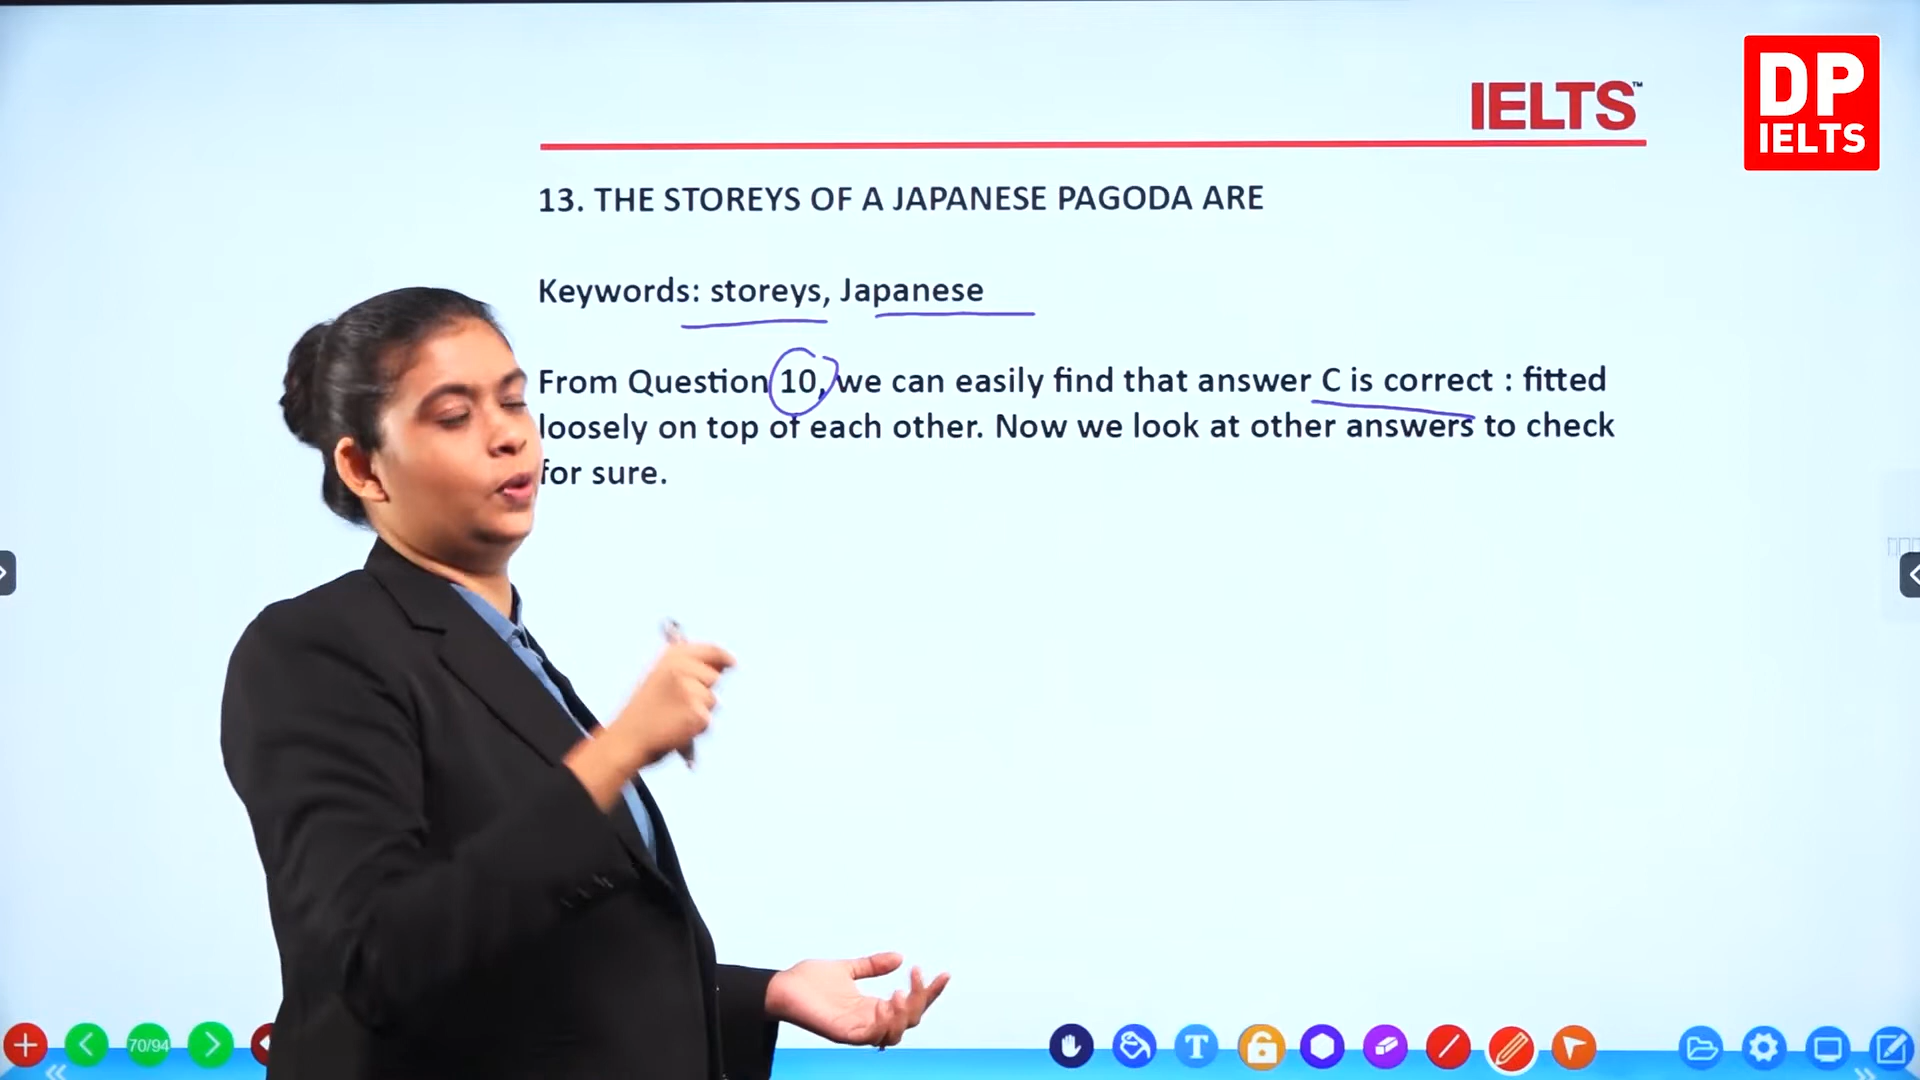 DP
IELTS
IELTS™
13. THE STOREYS OF A JAPANESE PAGODA ARE
Keywords: storeys, Japanese
From Question 10, we can easily find that answer C is correct : fitted
loosely on top of each other. Now we look at other answers to check
for sure.
70/94
T